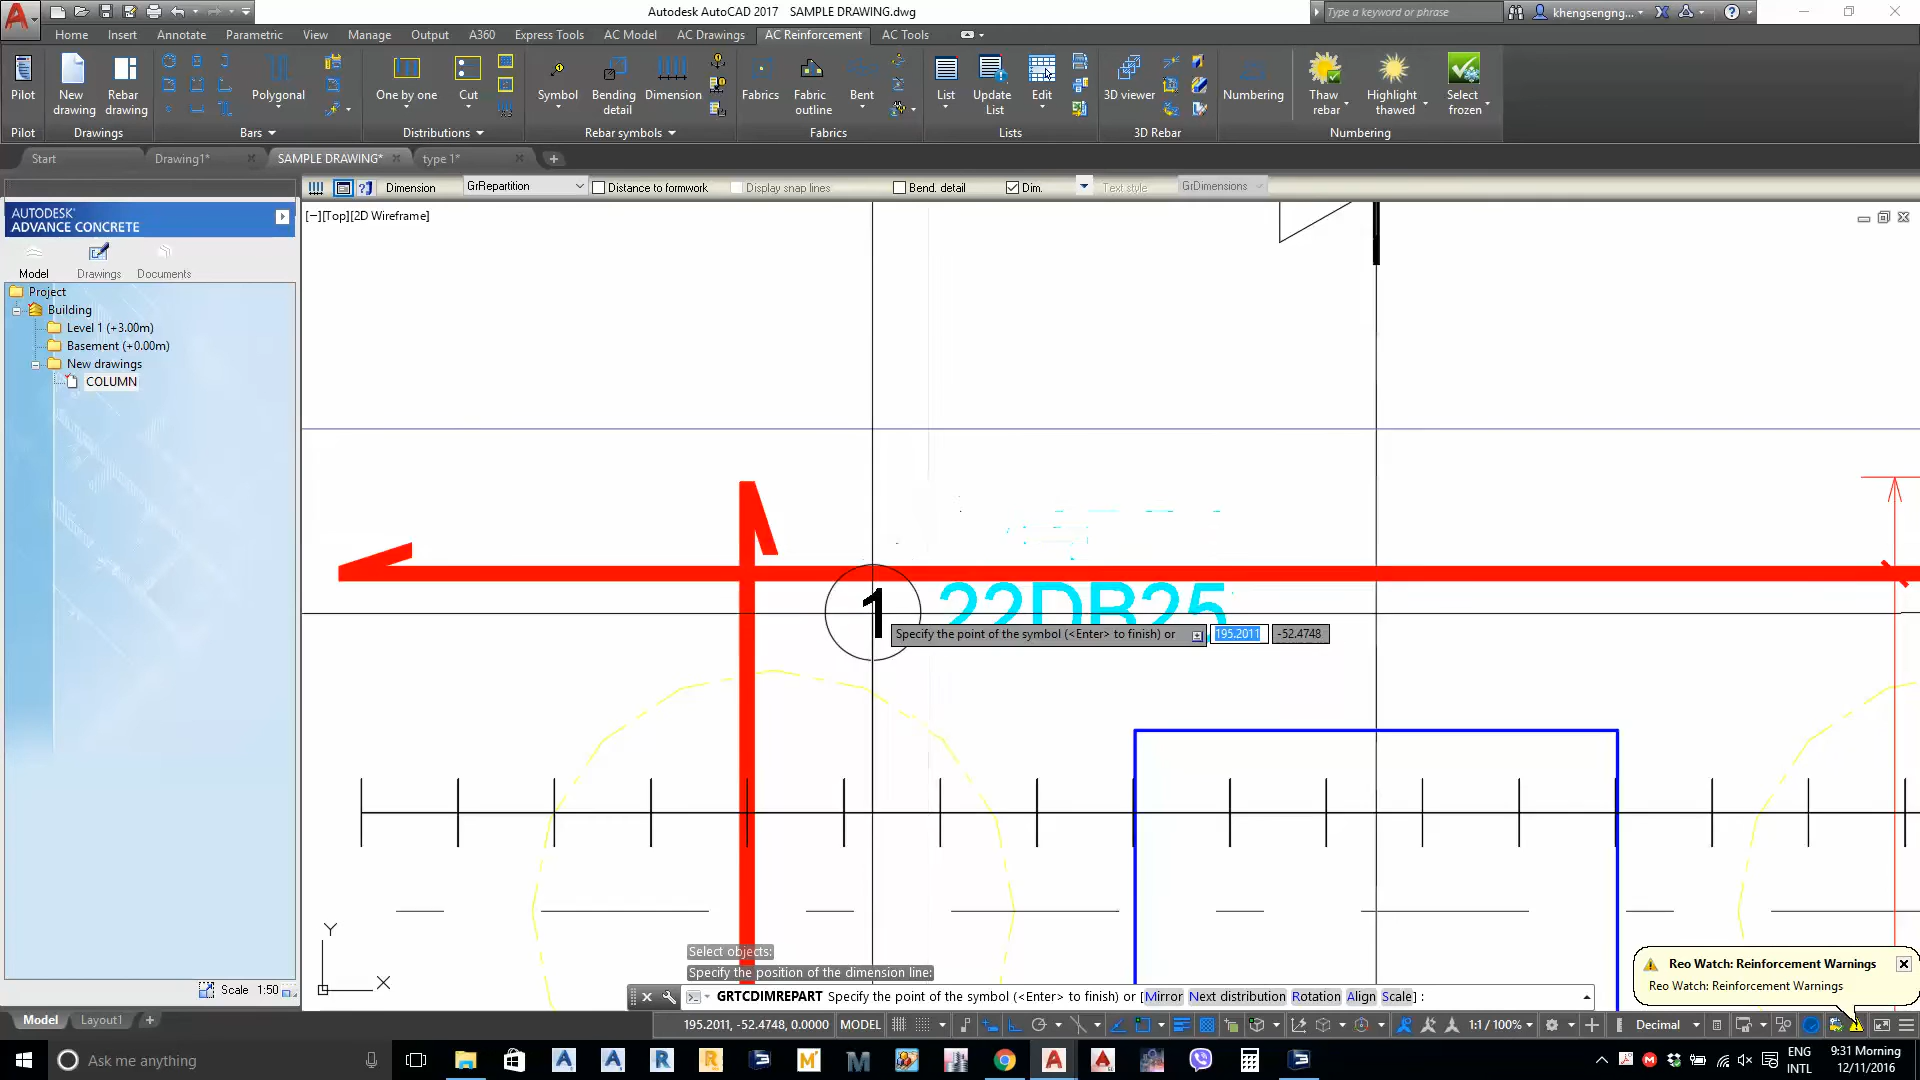 Autodesk AutoCAD 2017 SAMPLE DRAWING.dwg
Type a keyword or phrase
khengsengng...
Home Insert Annotate Parametric View Manage Output A360 Express Tools AC Model AC Drawings AC Reinforcement AC Tools
Pilot
New drawing
Rebar drawing
Polygonal
One by one
Cut
Symbol
Bending detail
Dimension
Fabrics
Fabric outline
Bent
List
Update List
Edit
3D viewer
Numbering
Thaw rebar
Highlight thawed
Select frozen
Pilot Drawings Bars Distributions Rebar symbols Fabrics Lists 3D Rebar Numbering
Start Drawing1* SAMPLE DRAWING* type 1*
Dimension GrRepartition Distance to formwork Display snap lines Bend. detail Dim. Text style GrDimensions
[−][Top][2D Wireframe]
AUTODESK®
ADVANCE CONCRETE
Model Drawings Documents
Project
Building
Level 1 (+3.00m)
Basement (+0.00m)
New drawings
COLUMN
1
22DB25
Specify the point of the symbol (<Enter> to finish) or 195.2011 -52.4748
Y
X
Select objects:
Specify the position of the dimension line:
GRTCDIMREPART Specify the point of the symbol (<Enter> to finish) or [Mirror Next distribution Rotation Align Scale] :
Reo Watch: Reinforcement Warnings
Reo Watch: Reinforcement Warnings
Scale 1:50
Model Layout1
195.2011, -52.4748, 0.0000 MODEL 1:1 / 100% Decimal
Ask me anything
ENG
INTL
9:31 Morning
12/11/2016